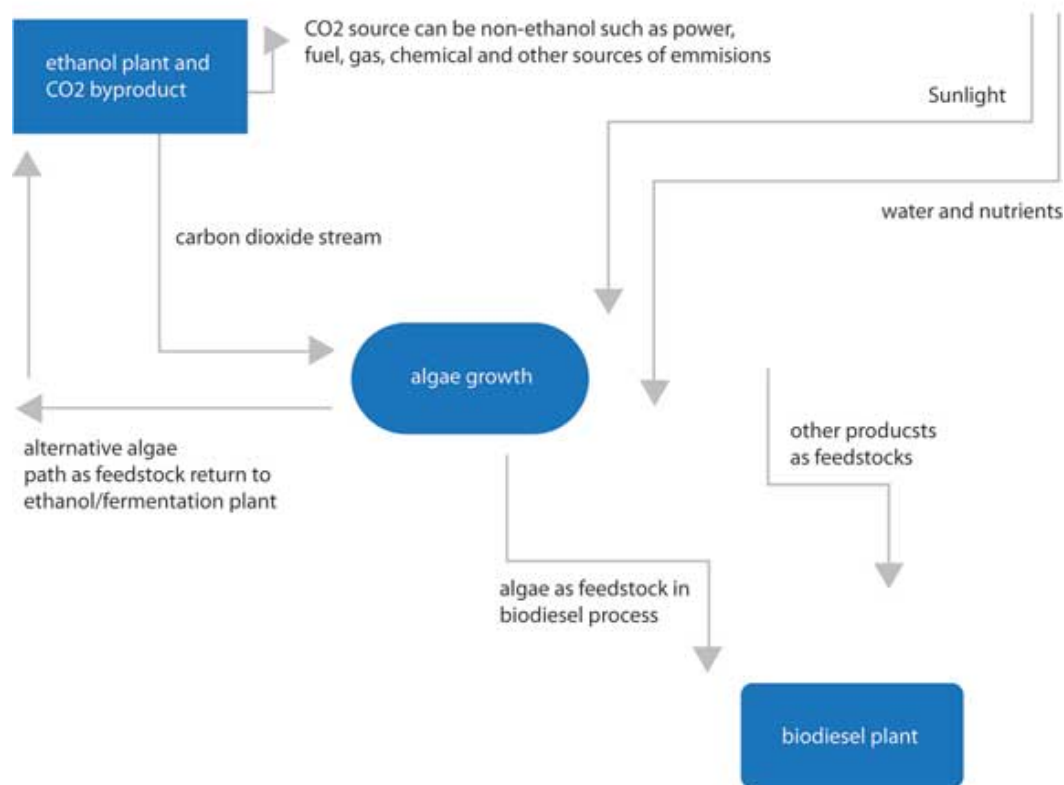 ethanol plant and
CO2 byproduct
CO2 source can be non-ethanol such as power,
fuel, gas, chemical and other sources of emmisions
Sunlight
water and nutrients
carbon dioxide stream
algae growth
alternative algae
path as feedstock return to
ethanol/fermentation plant
other producsts
as feedstocks
algae as feedstock in
biodiesel process
biodiesel plant